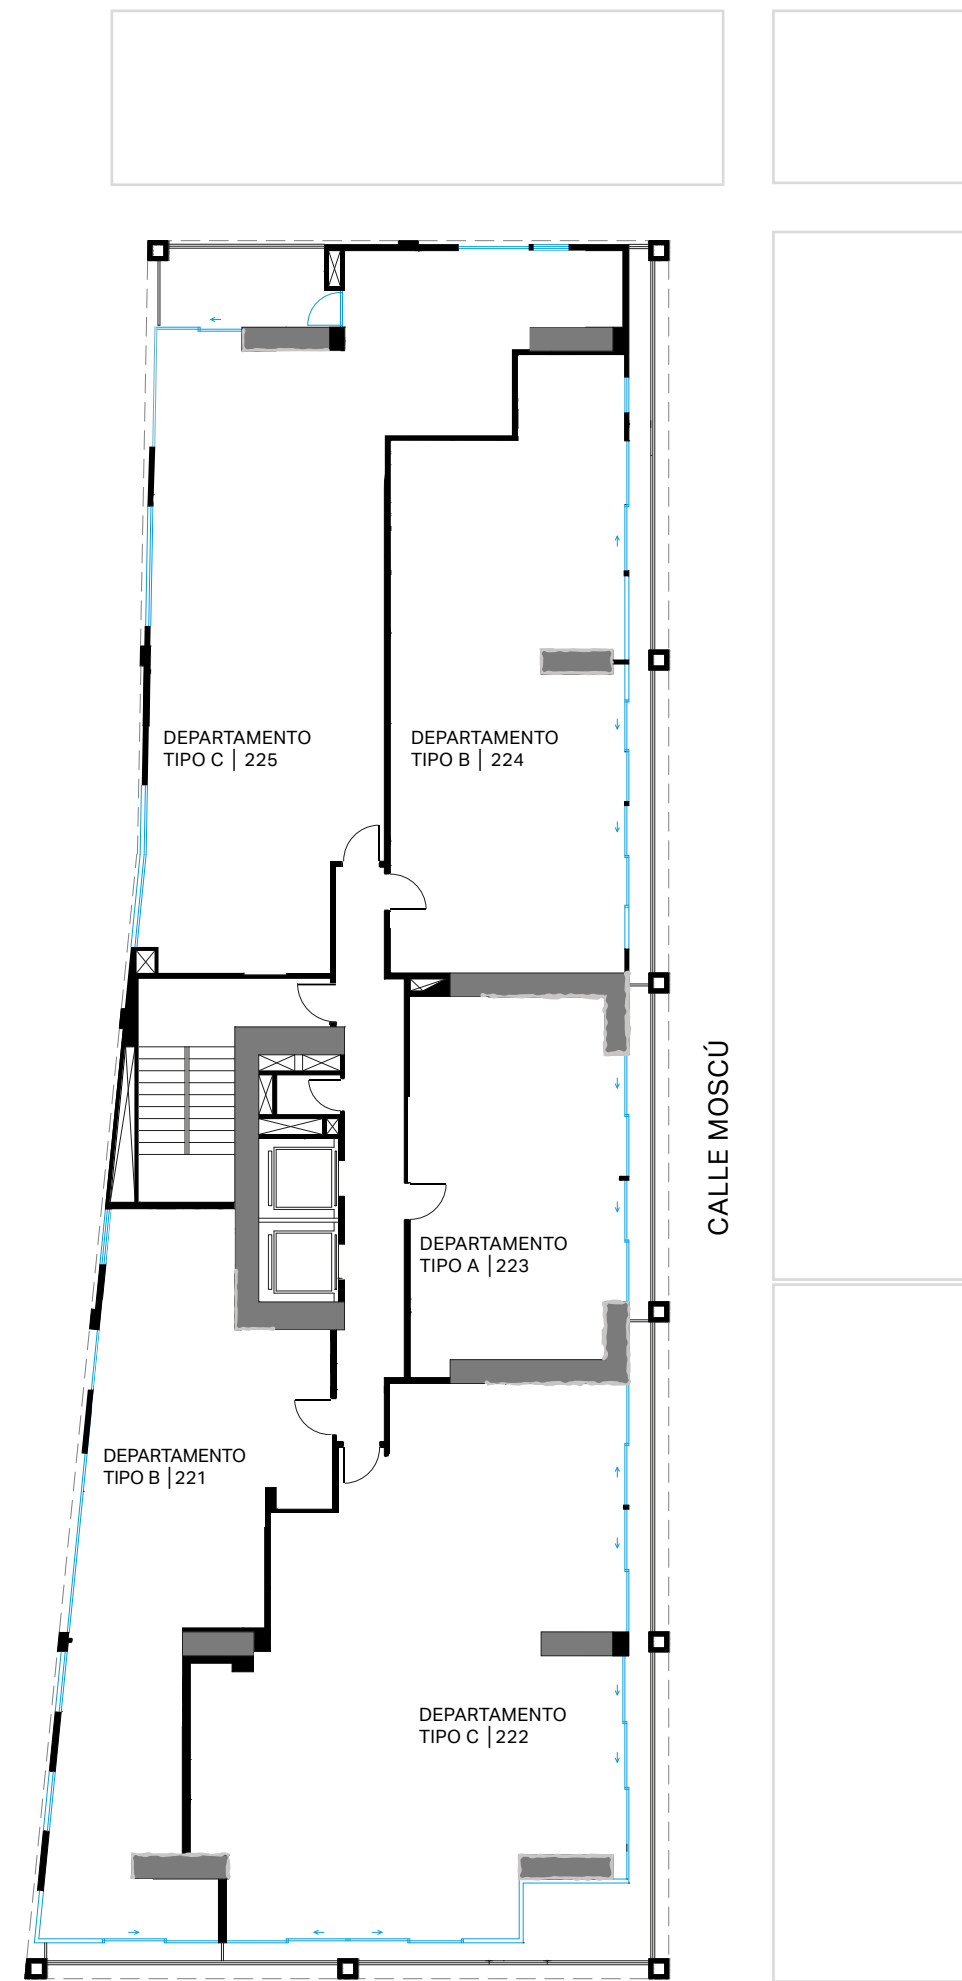 DEPARTAMENTO
TIPO C | 225
DEPARTAMENTO
TIPO B | 224
CALLE MOSCÚ
DEPARTAMENTO
TIPO A | 223
DEPARTAMENTO
TIPO B | 221
DEPARTAMENTO
TIPO C | 222